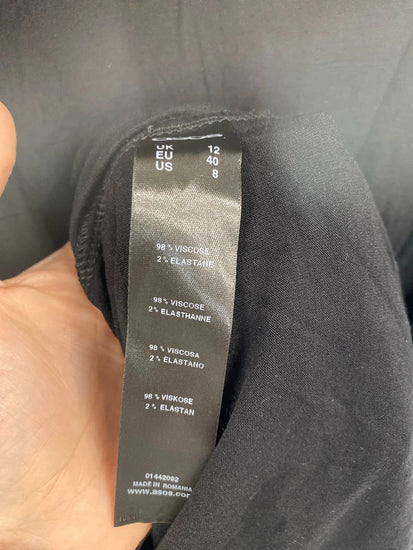 UK 12
EU 40
US 8
98 % VISCOSE
2 % ELASTANE
98 % VISCOSE
2 % ELASTHANNE
98 % VISCOSA
2 % ELASTANO
98 % VISKOSE
2 % ELASTAN
01442092
MADE IN ROMANIA
www.asos.com